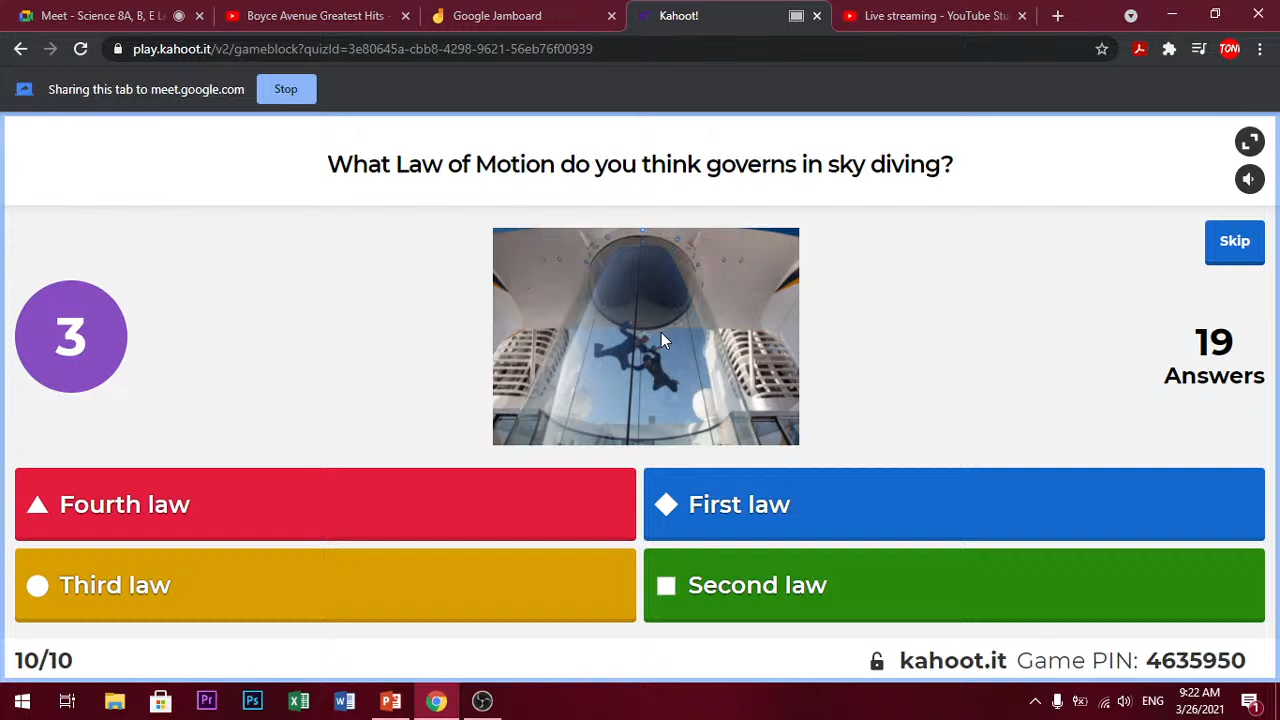 Meet - Science 8A, B, E L
Boyce Avenue Greatest Hits -
Google Jamboard
Kahoot!
Live streaming - YouTube Stu
play.kahoot.it/v2/gameblock?quizId=3e80645a-cbb8-4298-9621-56eb76f00939
TONI
Sharing this tab to meet.google.com
Stop
What Law of Motion do you think governs in sky diving?
Skip
3
19
Answers
Fourth law
First law
Third law
Second law
10/10
kahoot.it Game PIN: 4635950
ENG
9:22 AM
3/26/2021